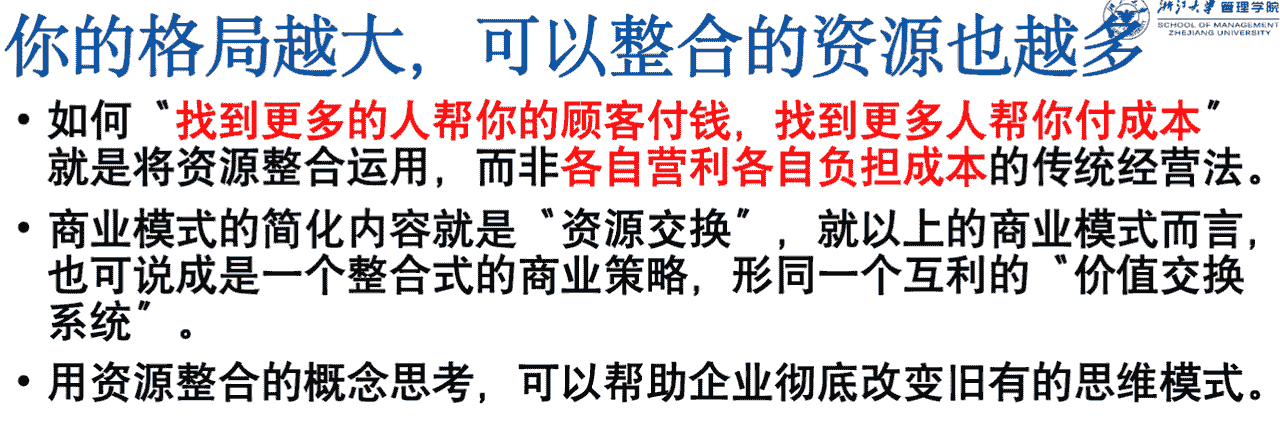 你的格局越大，可以整合的资源也越多
浙江大学管理学院
SCHOOL OF MANAGEMENT
ZHEJIANG UNIVERSITY
• 如何〝找到更多的人帮你的顾客付钱，找到更多人帮你付成本〞
就是将资源整合运用，而非各自营利各自负担成本的传统经营法。
• 商业模式的简化内容就是〝资源交换〞，就以上的商业模式而言，
也可说成是一个整合式的商业策略，形同一个互利的〝价值交换
系统〞。
• 用资源整合的概念思考，可以帮助企业彻底改变旧有的思维模式。